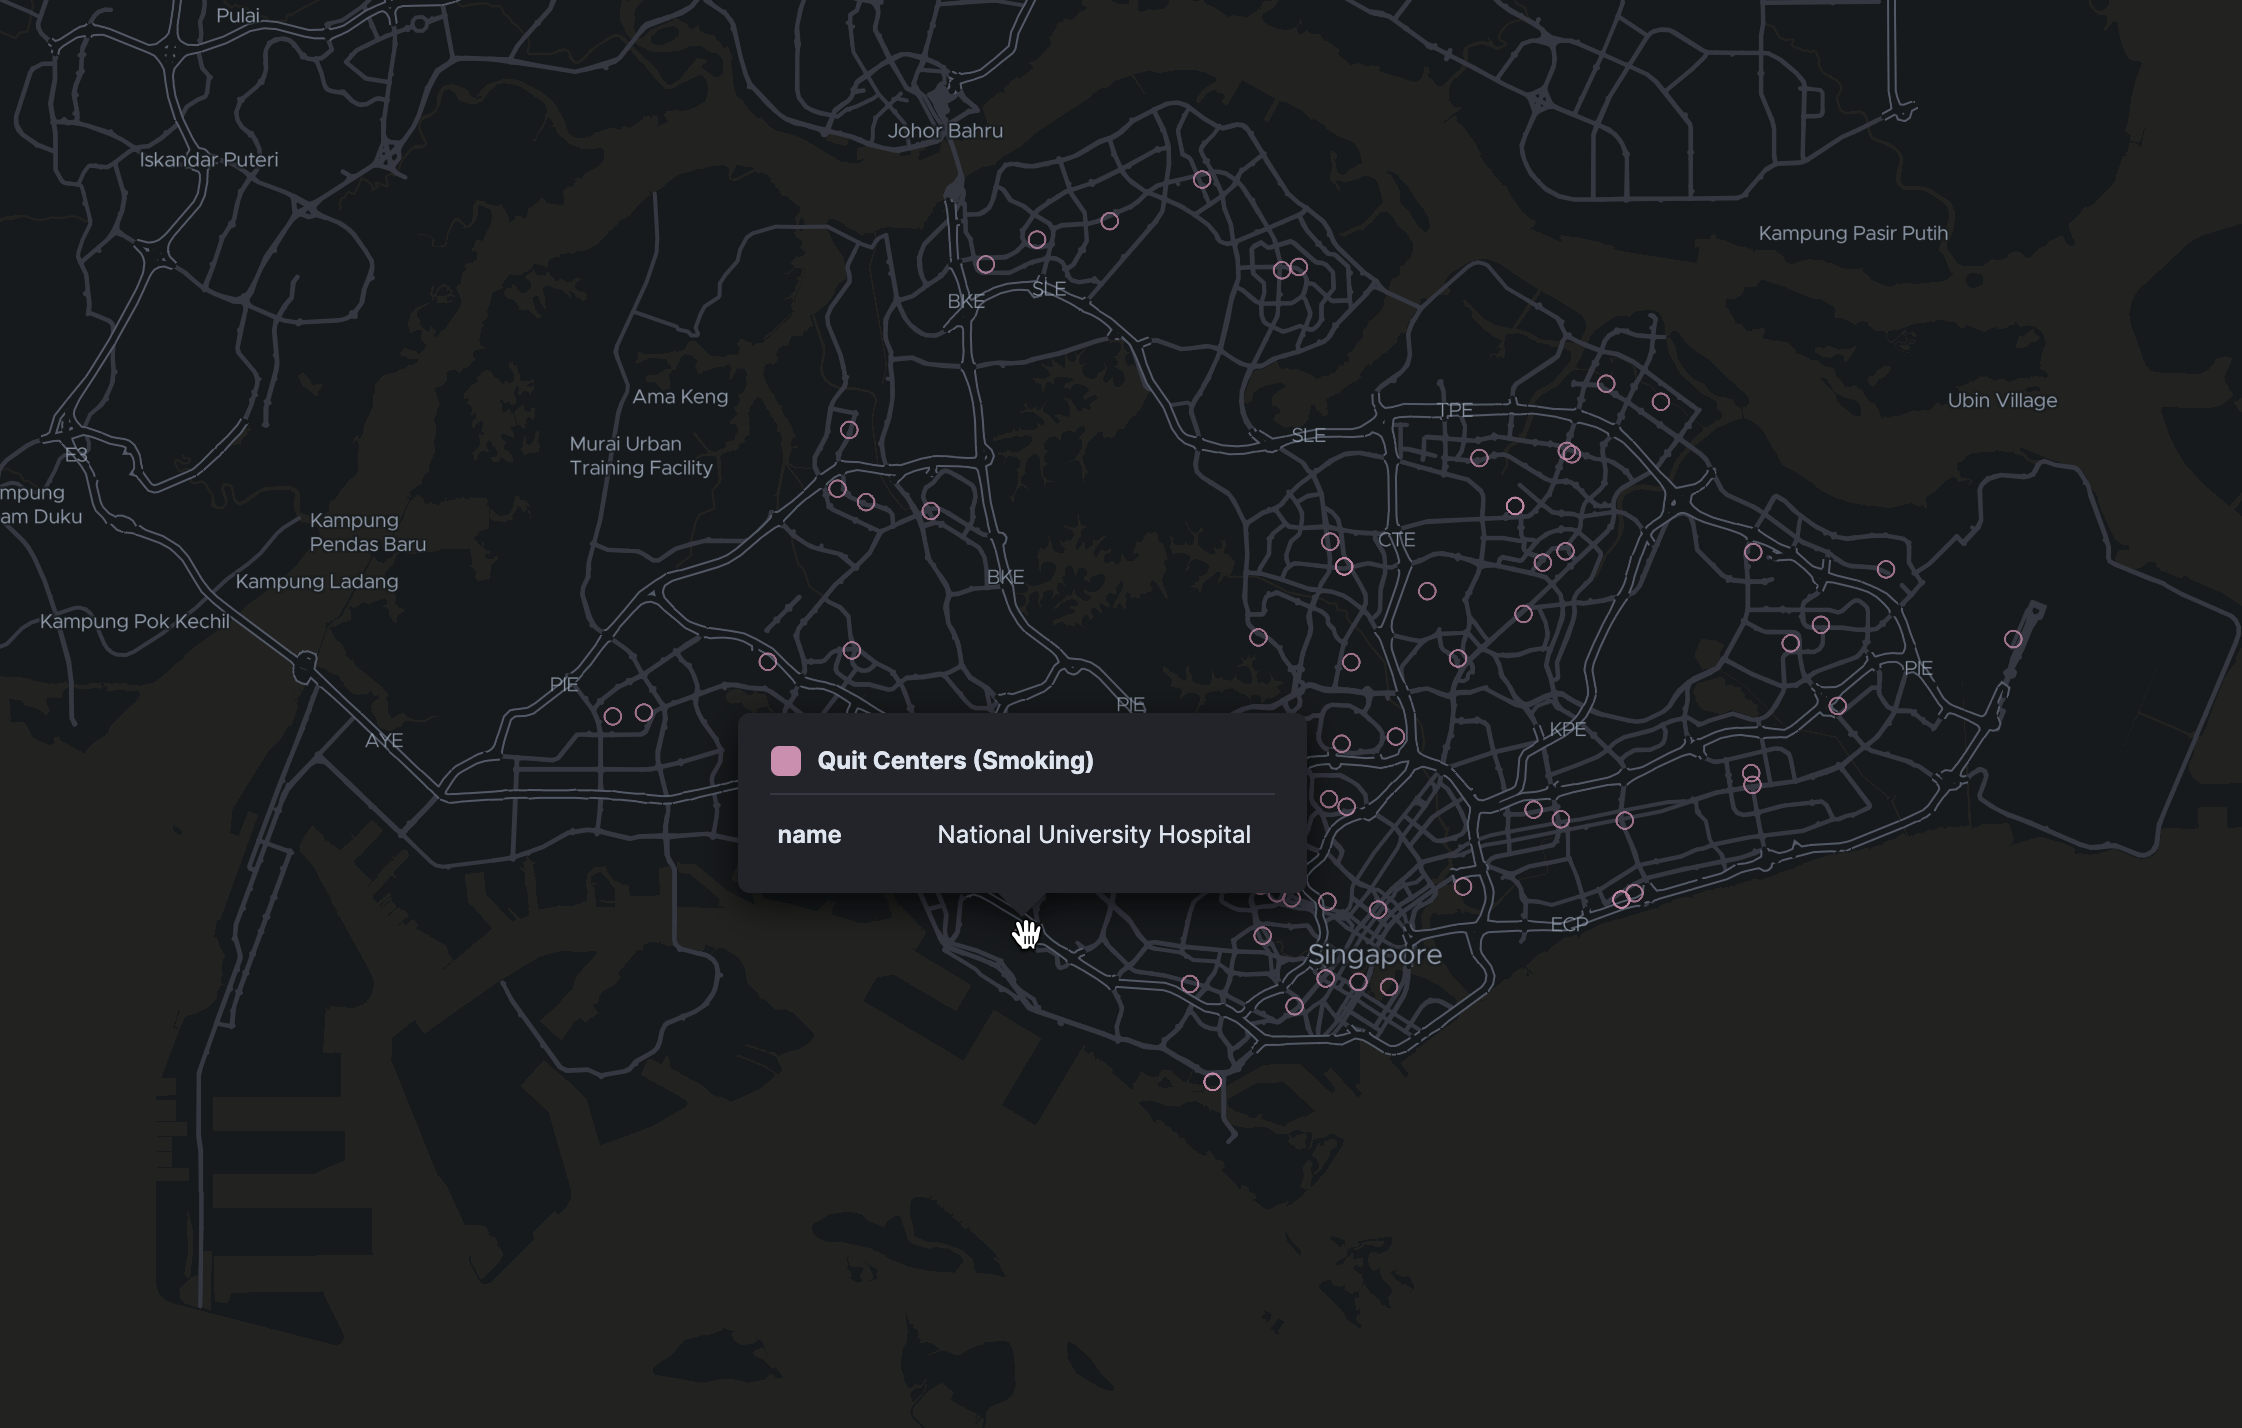 Pulai
Johor Bahru
Iskandar Puteri
Kampung Pasir Putih
BKE
SLE
Ama Keng
Ubin Village
TPE
SLE
Murai Urban
Training Facility
E3
mpung
am Duku
Kampung
Pendas Baru
CTE
Kampung Ladang
BKE
Kampung Pok Kechil
PIE
PIE
PIE
KPE
AYE
Quit Centers (Smoking)
name National University Hospital
ECP
Singapore